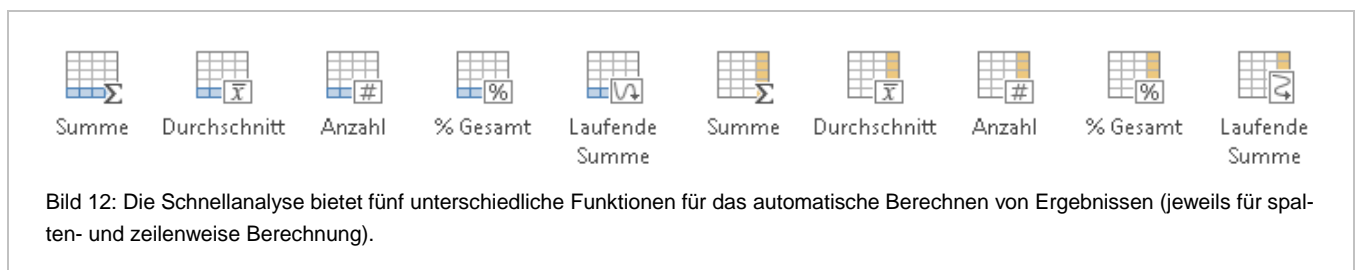 Summe Durchschnitt Anzahl % Gesamt Laufende Summe Durchschnitt Anzahl % Gesamt Laufende
Summe Summe
Bild 12: Die Schnellanalyse bietet fünf unterschiedliche Funktionen für das automatische Berechnen von Ergebnissen (jeweils für spal-
ten- und zeilenweise Berechnung).